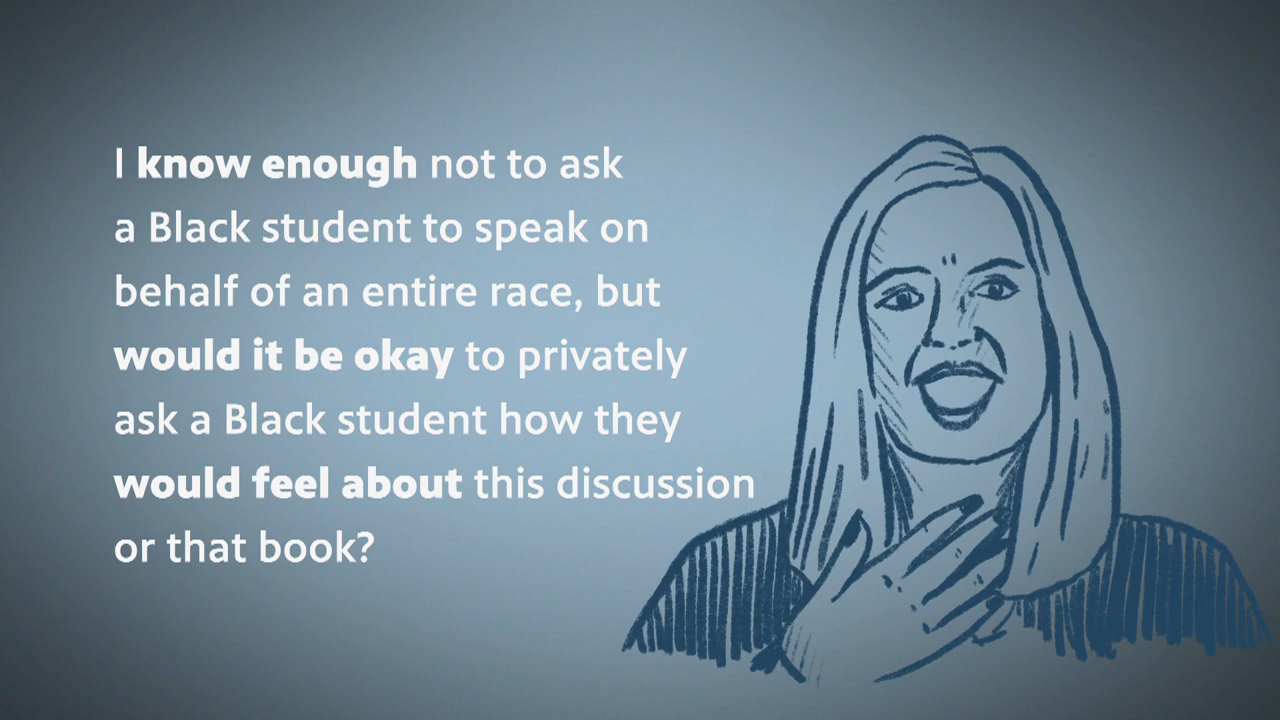 I know enough not to ask
a Black student to speak on
behalf of an entire race, but
would it be okay to privately
ask a Black student how they
would feel about this discussion
or that book?